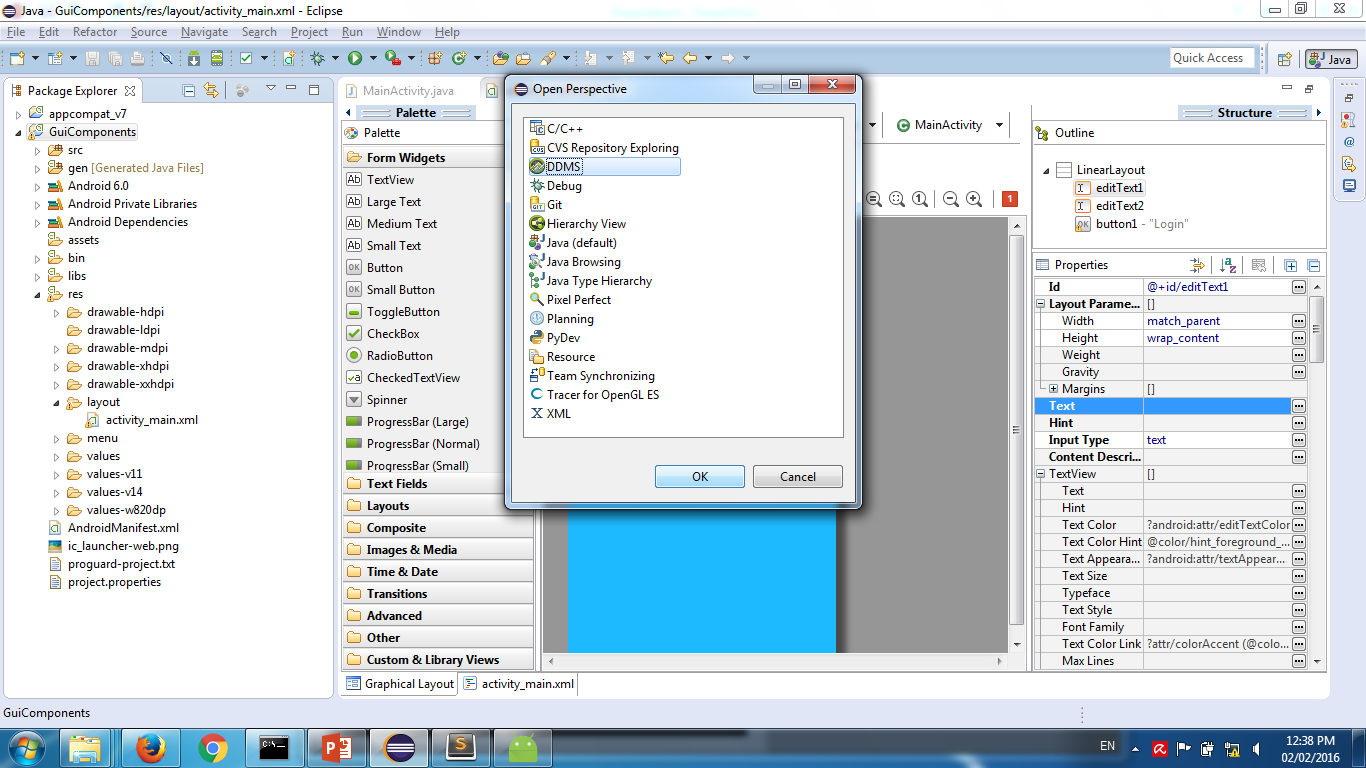 Java - GuiComponents/res/layout/activity_main.xml - Eclipse
File Edit Refactor Source Navigate Search Project Run Window Help
Quick Access
Java
Package Explorer
appcompat_v7
GuiComponents
src
gen [Generated Java Files]
Android 6.0
Android Private Libraries
Android Dependencies
assets
bin
libs
res
drawable-hdpi
drawable-ldpi
drawable-mdpi
drawable-xhdpi
drawable-xxhdpi
layout
activity_main.xml
menu
values
values-v11
values-v14
values-w820dp
AndroidManifest.xml
ic_launcher-web.png
proguard-project.txt
project.properties
MainActivity.java
Palette
Palette
Form Widgets
Ab TextView
Ab Large Text
Ab Medium Text
Ab Small Text
OK Button
OK Small Button
ToggleButton
CheckBox
RadioButton
CheckedTextView
Spinner
ProgressBar (Large)
ProgressBar (Normal)
ProgressBar (Small)
Text Fields
Layouts
Composite
Images & Media
Time & Date
Transitions
Advanced
Other
Custom & Library Views
Graphical Layout
activity_main.xml
Open Perspective
C/C++
CVS Repository Exploring
DDMS
Debug
Git
Hierarchy View
Java (default)
Java Browsing
Java Type Hierarchy
Pixel Perfect
Planning
PyDev
Resource
Team Synchronizing
Tracer for OpenGL ES
XML
OK
Cancel
MainActivity
1
Structure
Outline
LinearLayout
editText1
editText2
OK button1 - "Login"
Properties
Id @+id/editText1
Layout Parame... []
Width match_parent
Height wrap_content
Weight
Gravity
Margins []
Text
Hint
Input Type text
Content Descri...
TextView []
Text
Hint
Text Color ?android:attr/editTextColor
Text Color Hint @color/hint_foreground_...
Text Appeara... ?android:attr/textAppear...
Text Size
Typeface
Text Style
Font Family
Text Color Link ?attr/colorAccent (@colo...
Max Lines
GuiComponents
EN
12:38 PM
02/02/2016